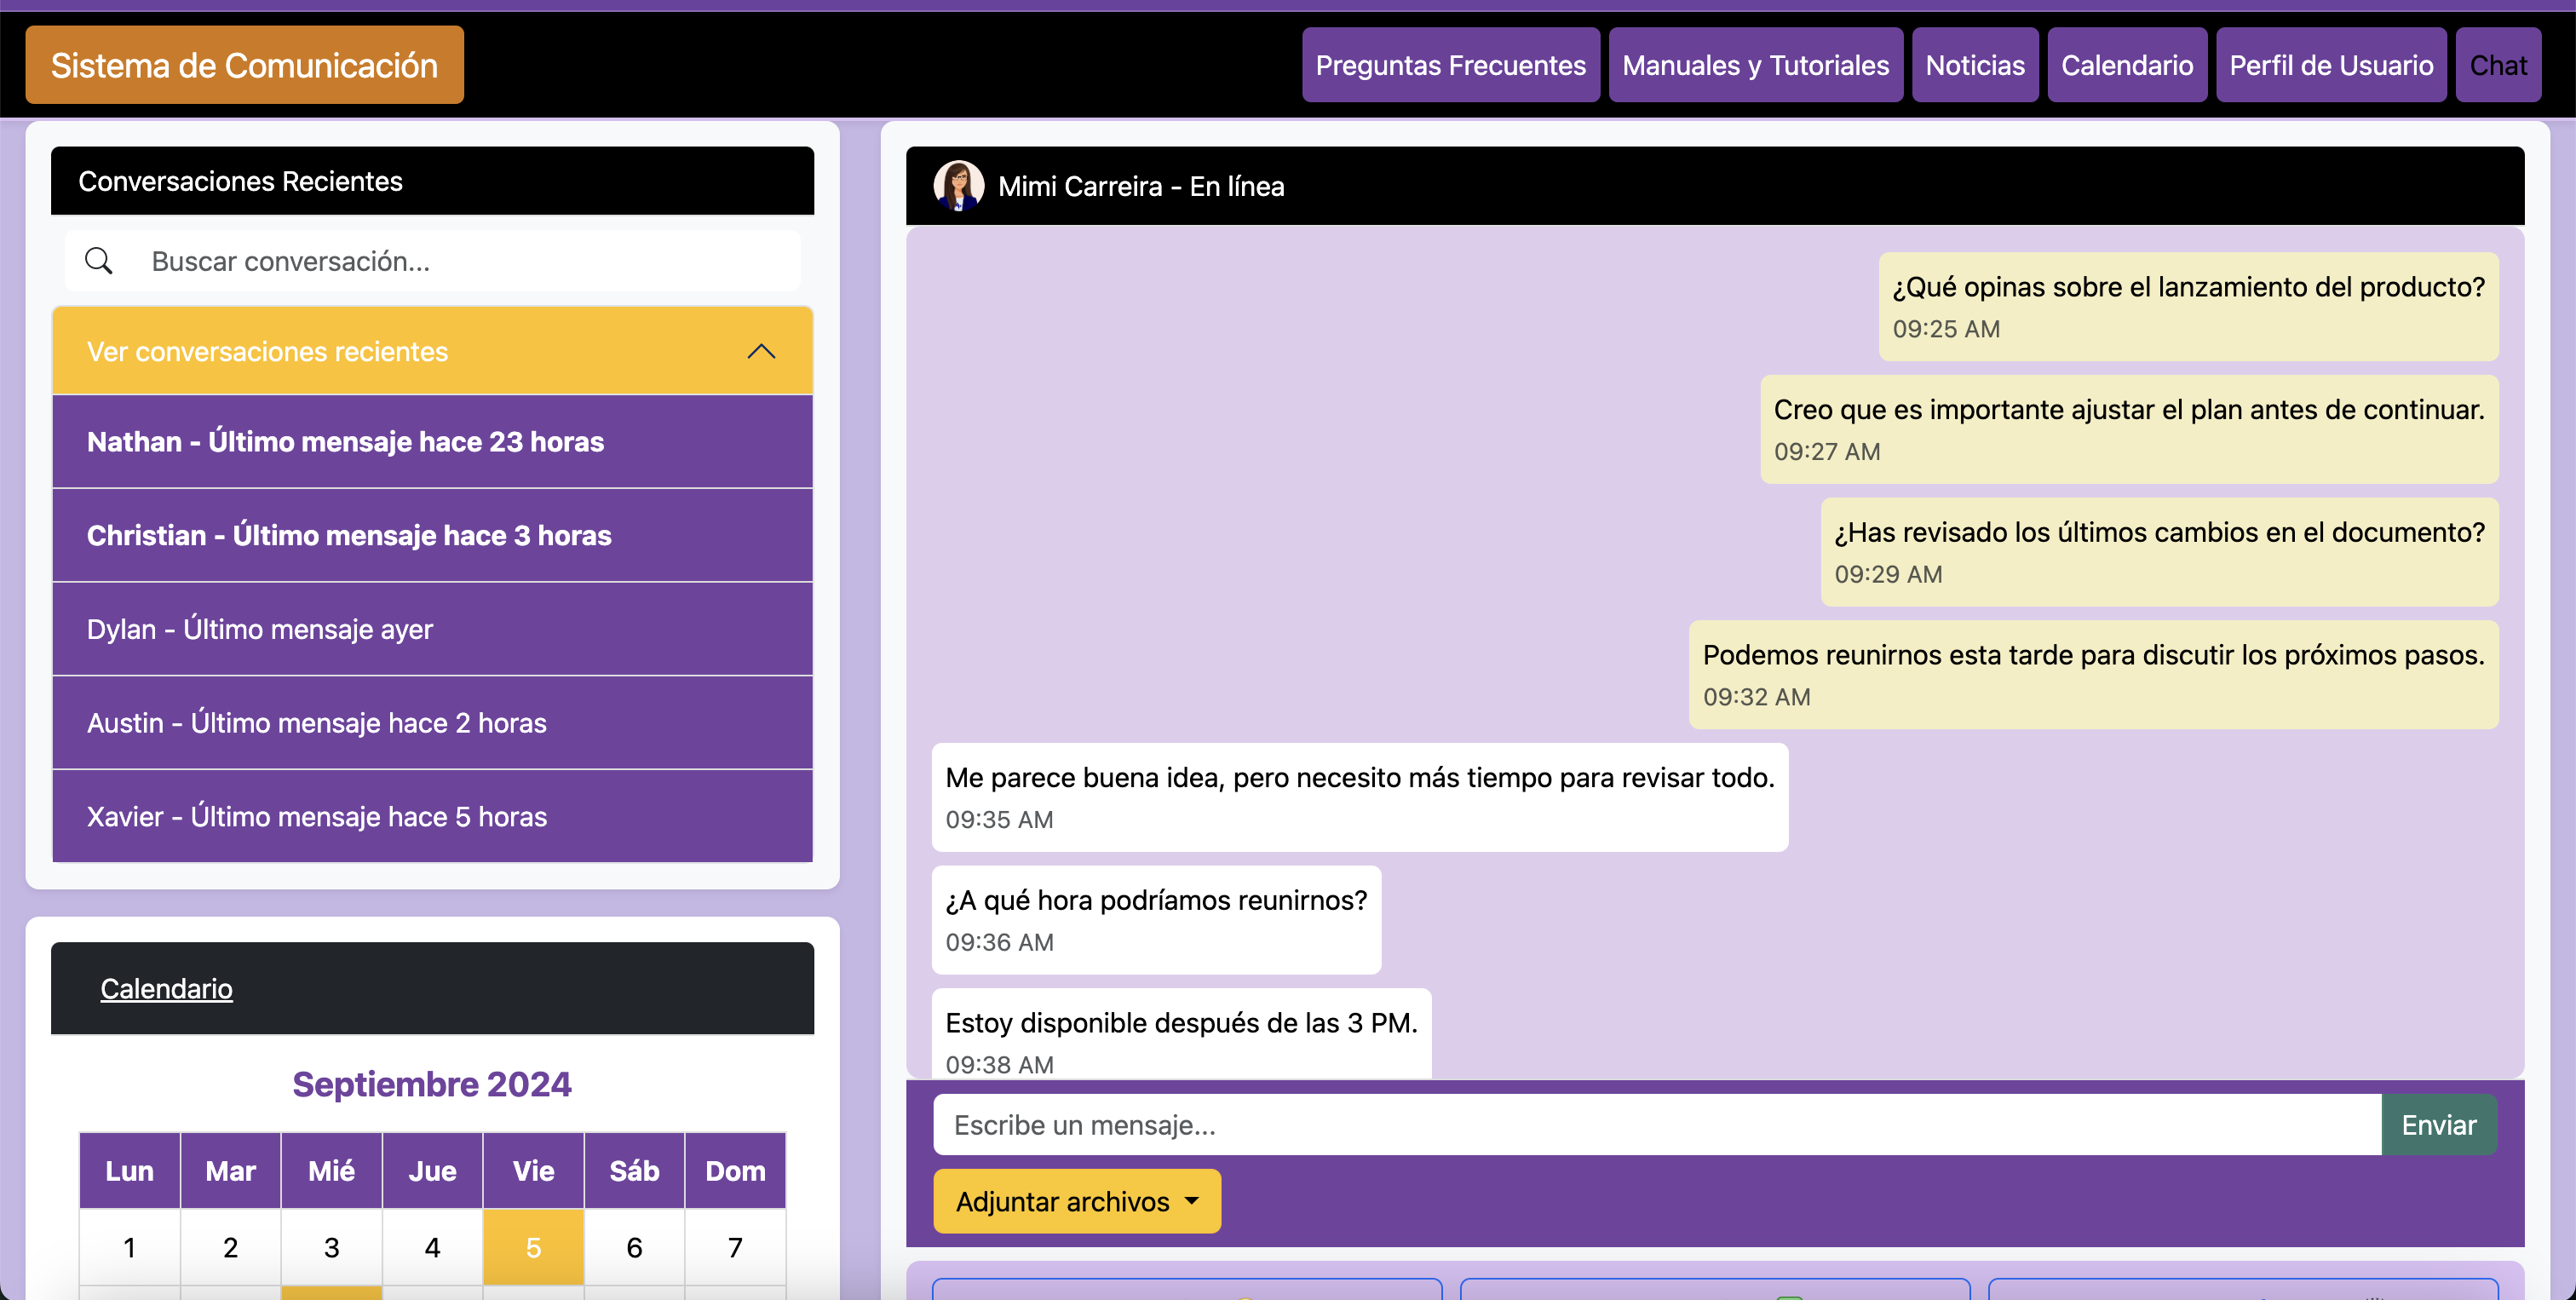 Sistema de Comunicación
Preguntas Frecuentes
Manuales y Tutoriales
Noticias
Calendario
Perfil de Usuario
Chat
Conversaciones Recientes
Buscar conversación...
Ver conversaciones recientes
Nathan - Último mensaje hace 23 horas
Christian - Último mensaje hace 3 horas
Dylan - Último mensaje ayer
Austin - Último mensaje hace 2 horas
Xavier - Último mensaje hace 5 horas
Calendario
Septiembre 2024
Lun Mar Mié Jue Vie Sáb Dom
1 2 3 4 5 6 7
Mimi Carreira - En línea
¿Qué opinas sobre el lanzamiento del producto?
09:25 AM
Creo que es importante ajustar el plan antes de continuar.
09:27 AM
¿Has revisado los últimos cambios en el documento?
09:29 AM
Podemos reunirnos esta tarde para discutir los próximos pasos.
09:32 AM
Me parece buena idea, pero necesito más tiempo para revisar todo.
09:35 AM
¿A qué hora podríamos reunirnos?
09:36 AM
Estoy disponible después de las 3 PM.
09:38 AM
Escribe un mensaje...
Enviar
Adjuntar archivos